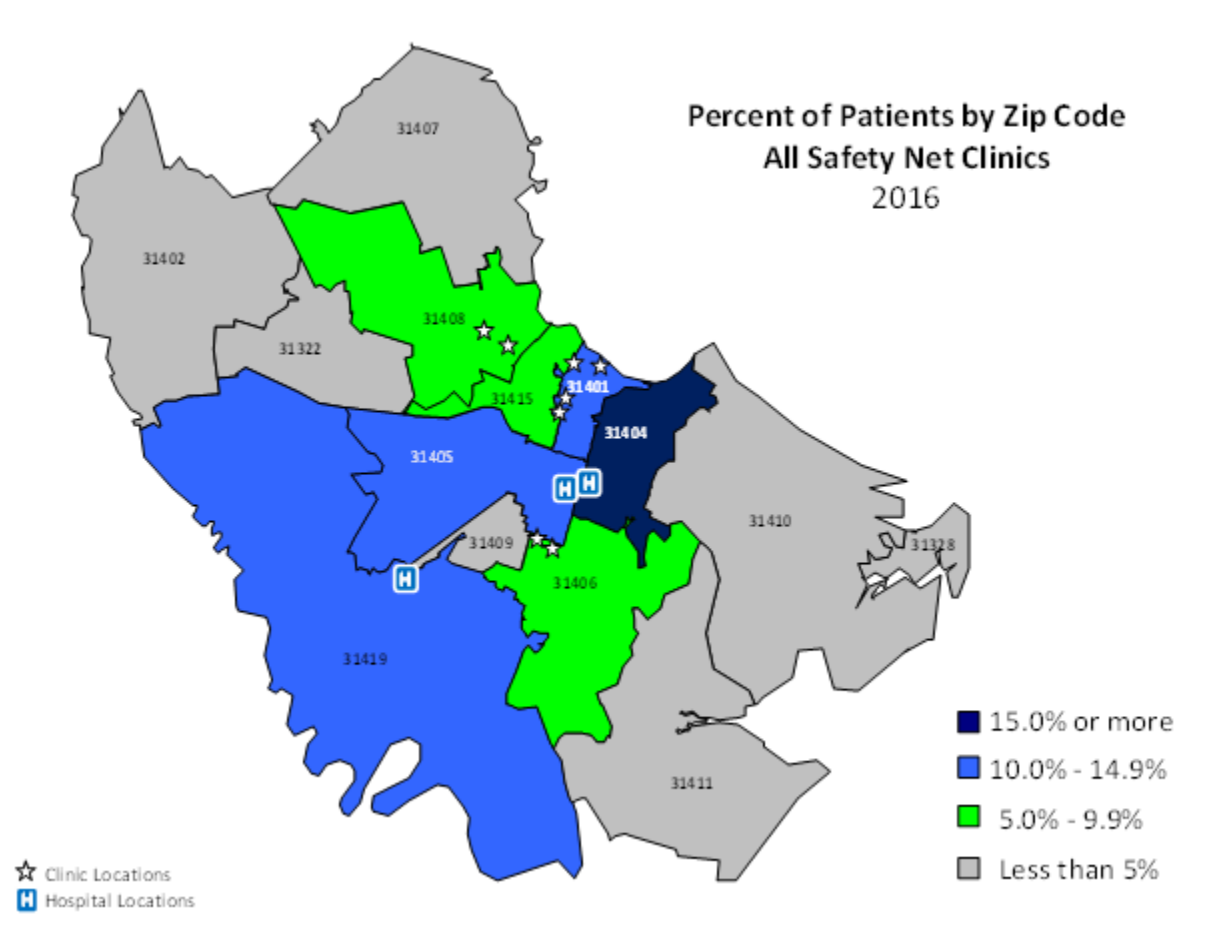 Percent of Patients by Zip Code
All Safety Net Clinics
2016
31407
31402
31408
31322
31415
31401
31404
31405
31410
31409
31328
31406
31419
31411
15.0% or more
10.0% - 14.9%
5.0% - 9.9%
Less than 5%
Clinic Locations
H Hospital Locations
H
H
H